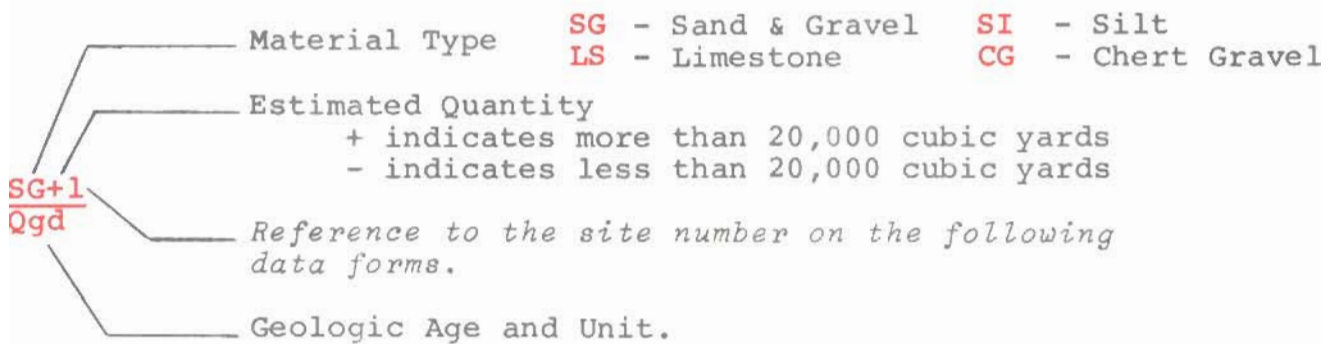 Material Type SG - Sand & Gravel SI - Silt
LS - Limestone CG - Chert Gravel
Estimated Quantity
+ indicates more than 20,000 cubic yards
- indicates less than 20,000 cubic yards
SG+1
Qgd
Reference to the site number on the following
data forms.
Geologic Age and Unit.